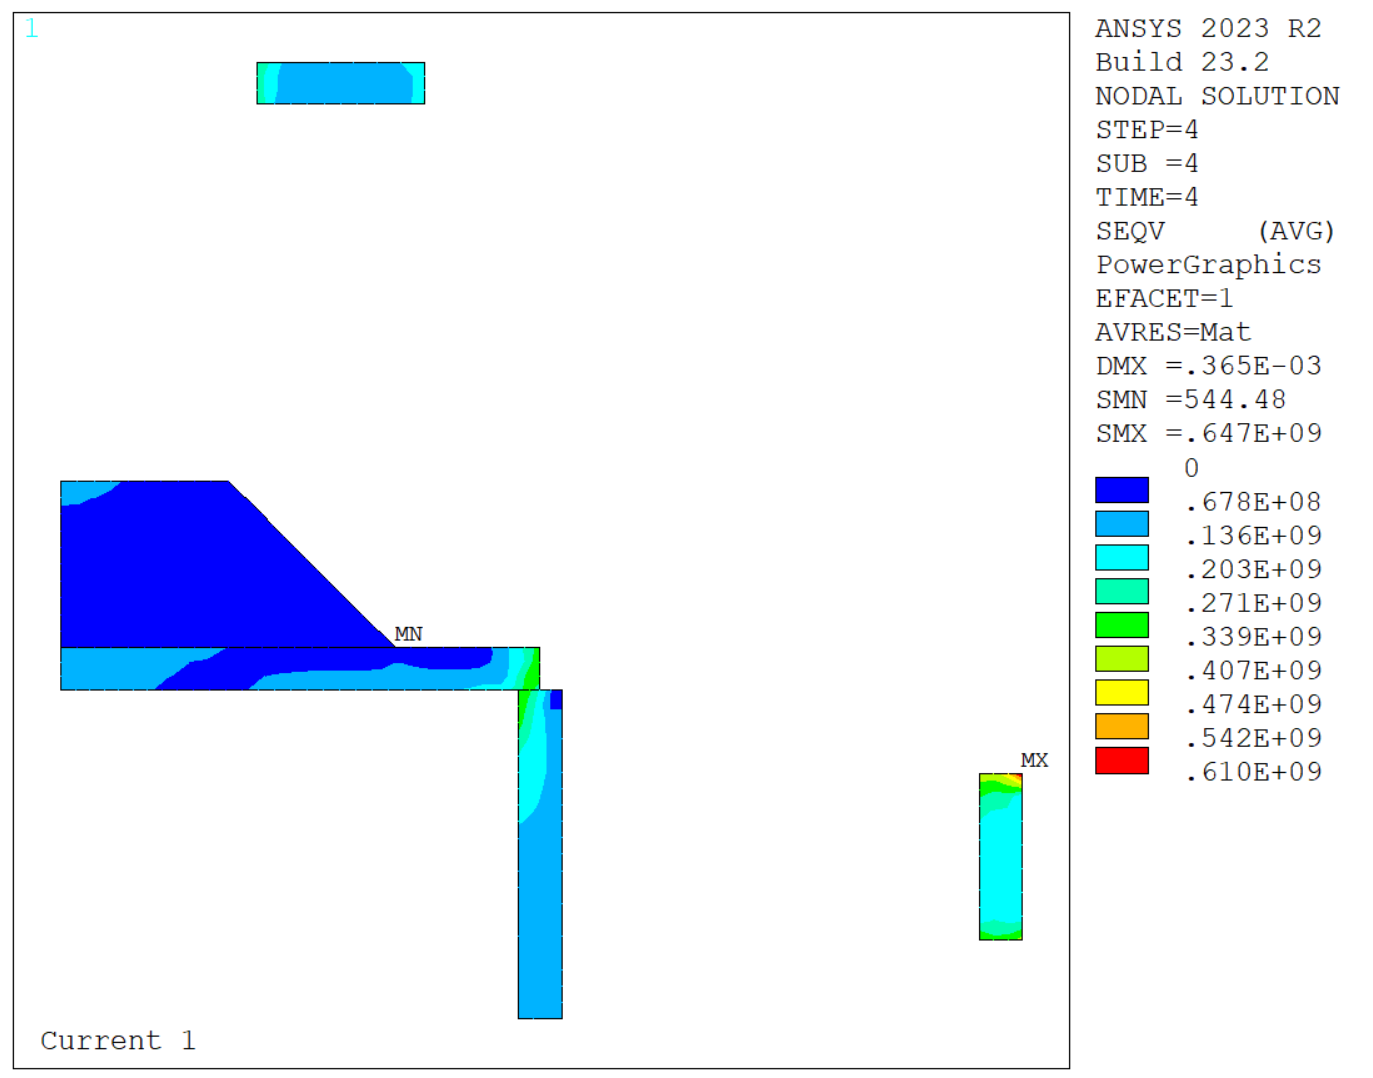 1
ANSYS 2023 R2
Build 23.2
NODAL SOLUTION
STEP=4
SUB =4
TIME=4
SEQV (AVG)
PowerGraphics
EFACET=1
AVRES=Mat
DMX =.365E-03
SMN =544.48
SMX =.647E+09
0
.678E+08
.136E+09
.203E+09
.271E+09
.339E+09
.407E+09
.474E+09
.542E+09
.610E+09
MN
MX
Current 1